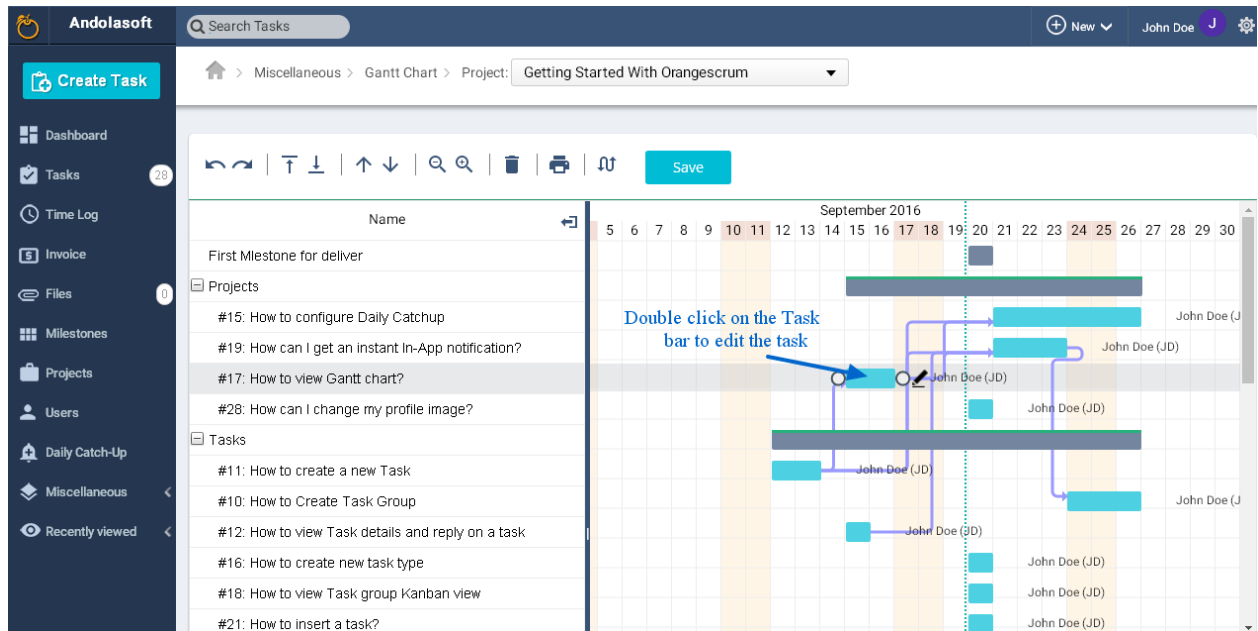 Andolasoft
Search Tasks
New
John Doe
J
Create Task
> Miscellaneous > Gantt Chart > Project: Getting Started With Orangescrum
Dashboard
Tasks 28
Time Log
Invoice
Files 0
Milestones
Projects
Users
Daily Catch-Up
Miscellaneous
Recently viewed
Save
Name
September 2016
5 6 7 8 9 10 11 12 13 14 15 16 17 18 19 20 21 22 23 24 25 26 27 28 29 30
First Mlestone for deliver
Projects
#15: How to configure Daily Catchup
John Doe (J
#19: How can I get an instant In-App notification?
John Doe (JD)
#17: How to view Gantt chart?
John Doe (JD)
Double click on the Task
bar to edit the task
#28: How can I change my profile image?
John Doe (JD)
Tasks
#11: How to create a new Task
John Doe (JD)
#10: How to Create Task Group
John Doe (J
#12: How to view Task details and reply on a task
John Doe (JD)
#16: How to create new task type
John Doe (JD)
#18: How to view Task group Kanban view
John Doe (JD)
#21: How to insert a task?
John Doe (JD)